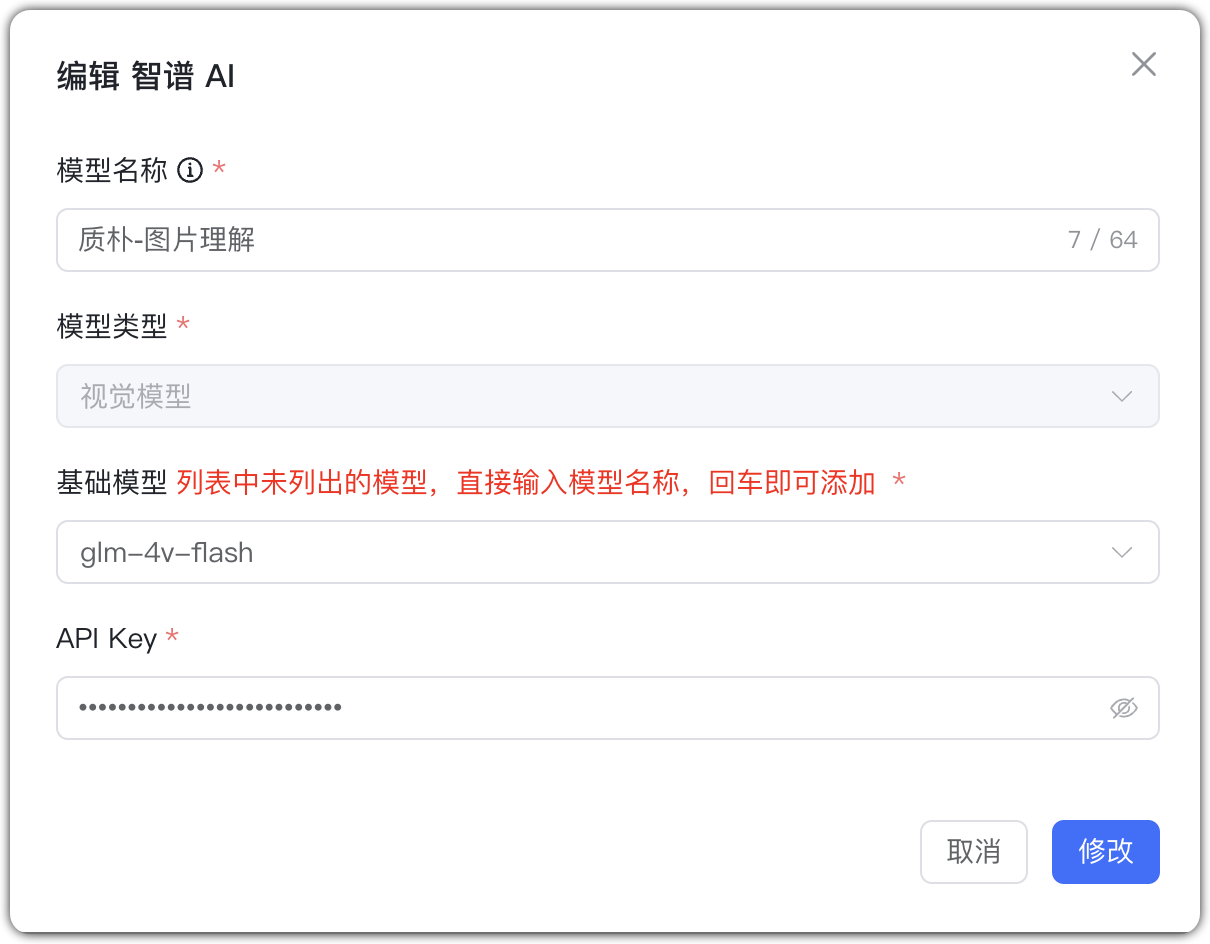 编辑 智谱 AI
模型名称 *
质朴-图片理解 7 / 64
模型类型 *
视觉模型
基础模型 列表中未列出的模型，直接输入模型名称，回车即可添加 *
glm-4v-flash
API Key *
•••••••••••••••••••••••••••
取消 修改